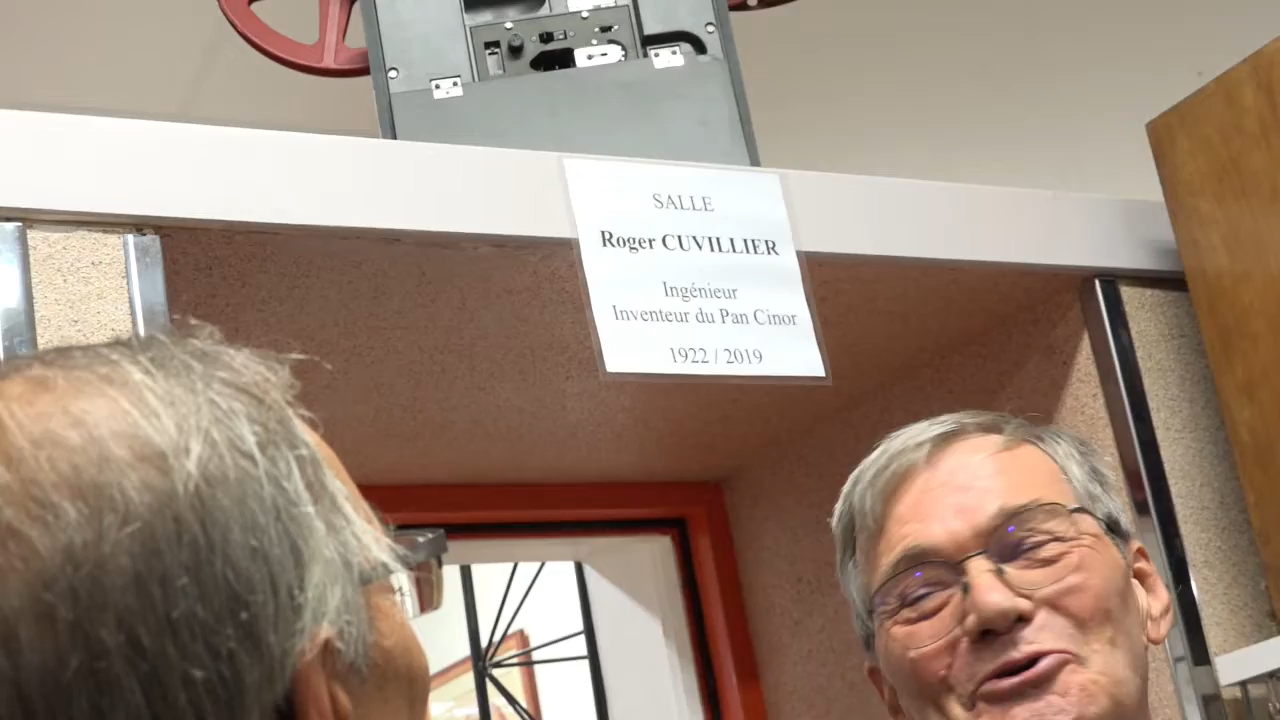 SALLE
Roger CUVILLIER
Ingénieur
Inventeur du Pan Cinor
1922 / 2019